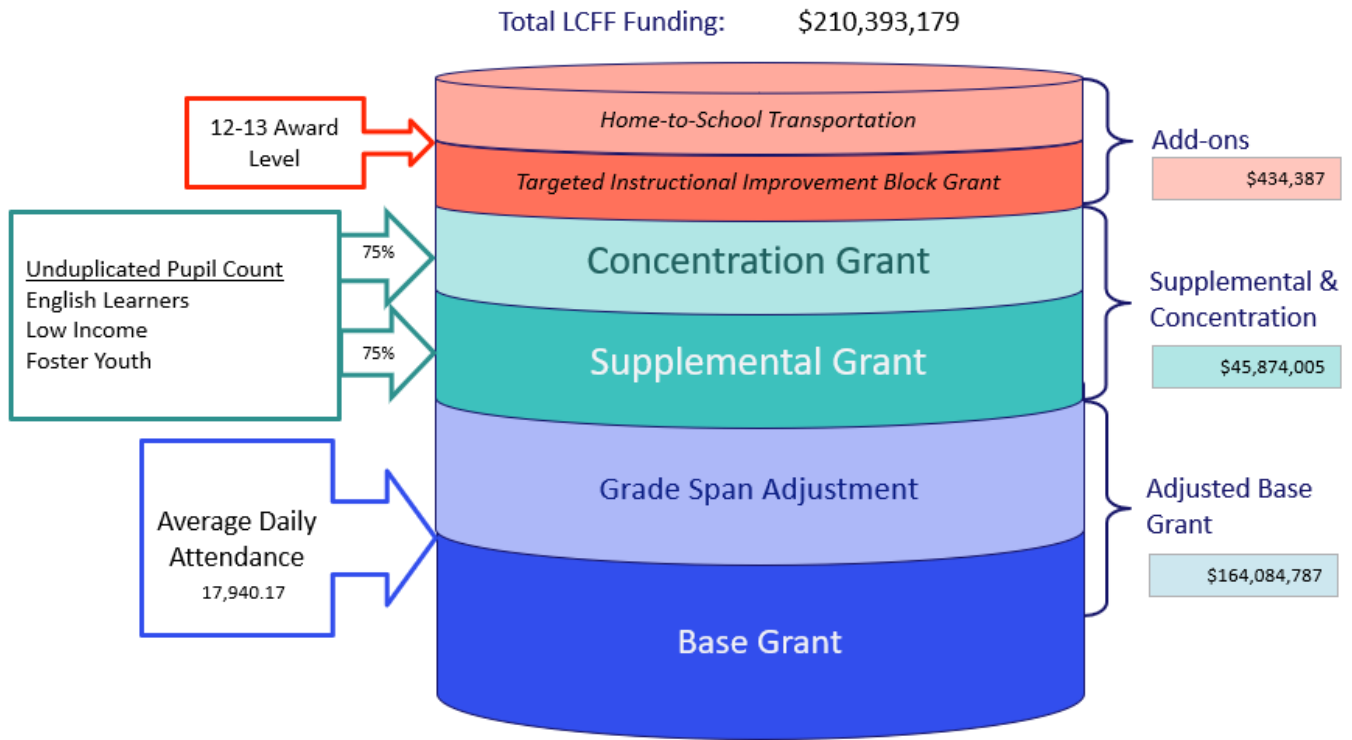 Total LCFF Funding: $210,393,179
12-13 Award
Level
Home-to-School Transportation
Targeted Instructional Improvement Block Grant
Add-ons
$434,387
Unduplicated Pupil Count
English Learners
Low Income
Foster Youth
75%
75%
Concentration Grant
Supplemental Grant
Supplemental &
Concentration
$45,874,005
Average Daily
Attendance
17,940.17
Grade Span Adjustment
Base Grant
Adjusted Base
Grant
$164,084,787